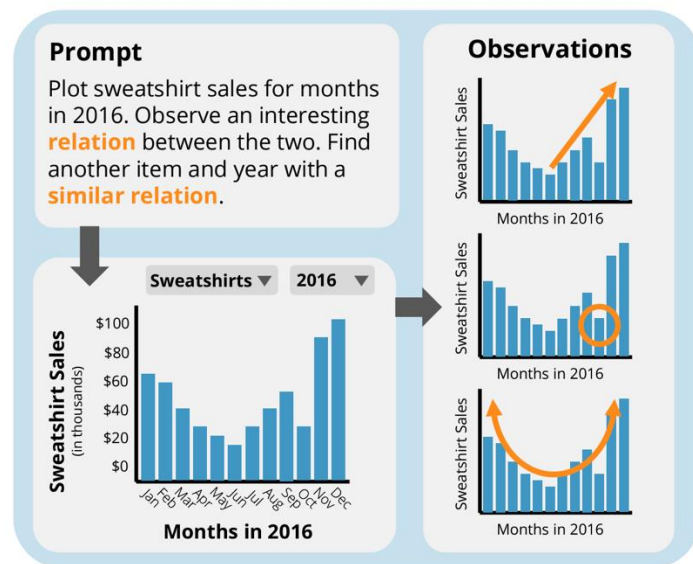 Prompt
Plot sweatshirt sales for months
in 2016. Observe an interesting
relation between the two. Find
another item and year with a
similar relation.
Sweatshirts
2016
Sweatshirt Sales
(in thousands)
$100
$80
$60
$40
$20
$0
Jan
Feb
Mar
Apr
May
Jun
Jul
Aug
Sep
Oct
Nov
Dec
Months in 2016
Observations
Sweatshirt Sales
Months in 2016
Sweatshirt Sales
Months in 2016
Sweatshirt Sales
Months in 2016